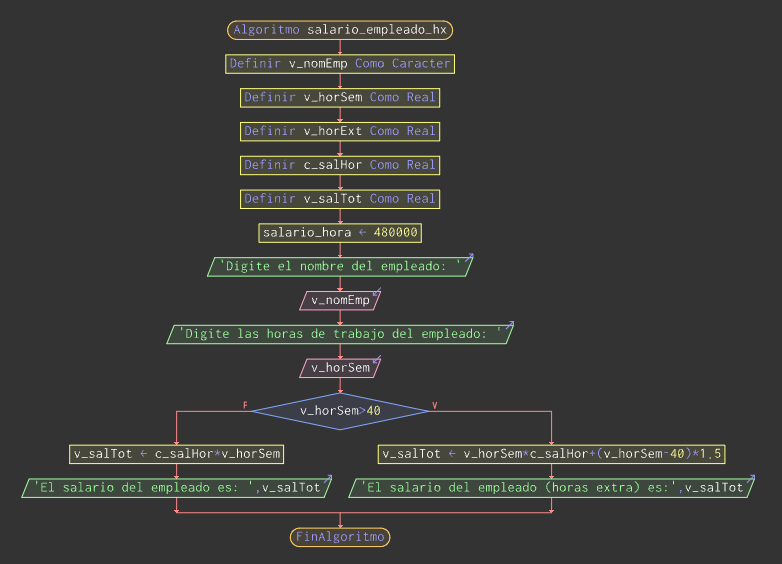 Algoritmo salario_empleado_hx
Definir v_nomEmp Como Caracter
Definir v_horSem Como Real
Definir v_horExt Como Real
Definir c_salHor Como Real
Definir v_salTot Como Real
salario_hora ← 480000
'Digite el nombre del empleado: '
v_nomEmp
'Digite las horas de trabajo del empleado: '
v_horSem
F
V
v_horSem>40
v_salTot ← c_salHor*v_horSem
v_salTot ← v_horSem*c_salHor+(v_horSem-40)*1.5
'El salario del empleado es: ',v_salTot
'El salario del empleado (horas extra) es:',v_salTot
FinAlgoritmo